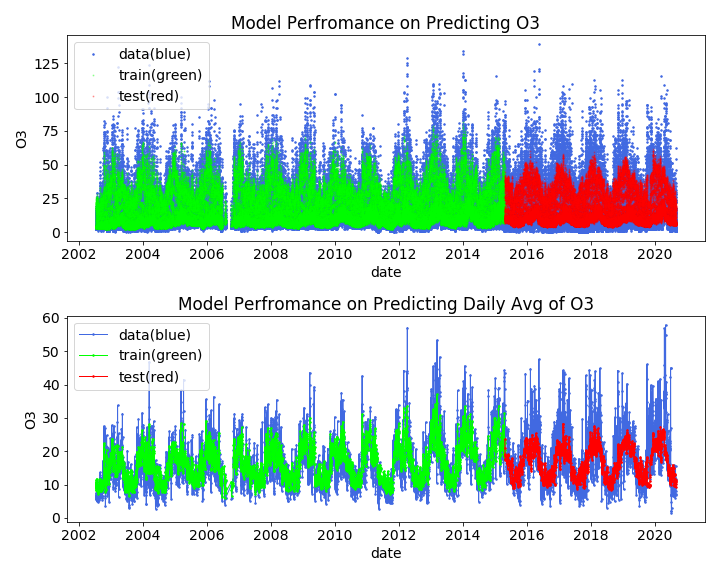 Model Perfromance on Predicting O3
data(blue)
train(green)
test(red)
O3
125
100
75
50
25
0
2002 2004 2006 2008 2010 2012 2014 2016 2018 2020
date
Model Perfromance on Predicting Daily Avg of O3
data(blue)
train(green)
test(red)
O3
60
50
40
30
20
10
0
2002 2004 2006 2008 2010 2012 2014 2016 2018 2020
date